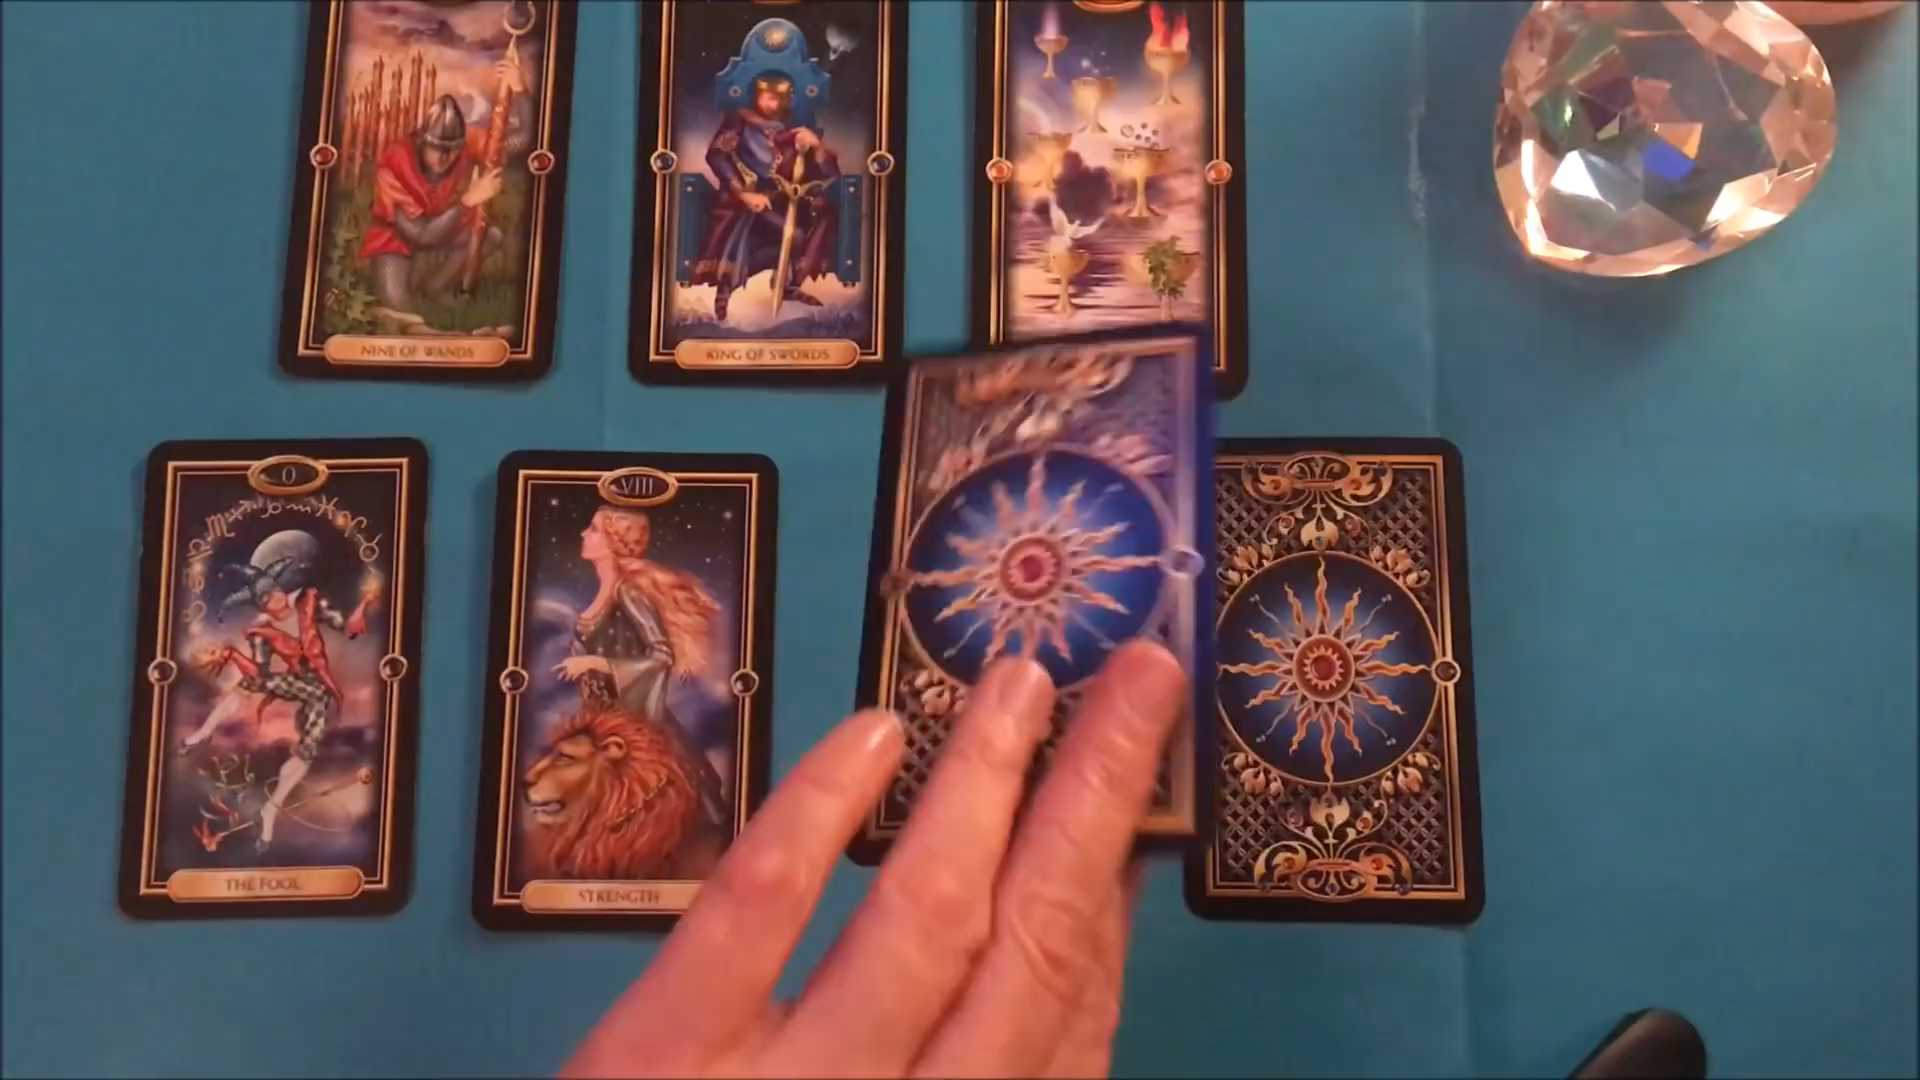 NINE OF WANDS
KING OF SWORDS
0
VIII
THE FOOL
STRENGTH